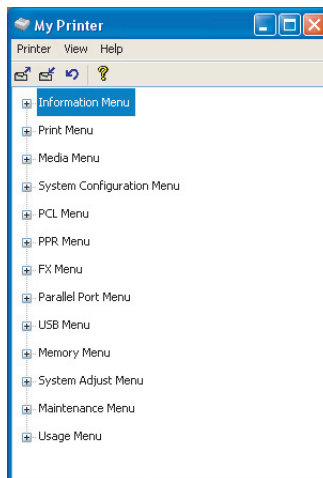 My Printer
Printer View Help
Information Menu
Print Menu
Media Menu
System Configuration Menu
PCL Menu
PPR Menu
FX Menu
Parallel Port Menu
USB Menu
Memory Menu
System Adjust Menu
Maintenance Menu
Usage Menu